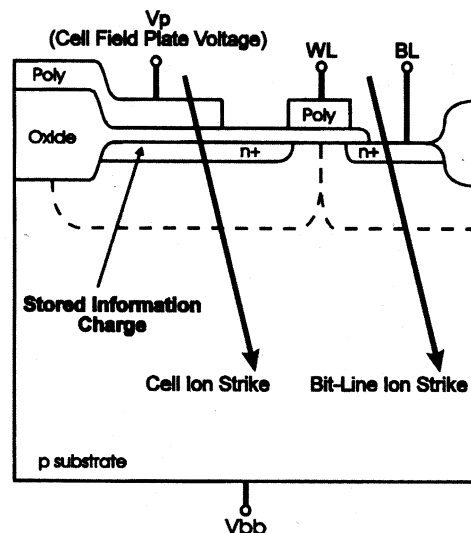 Vp
(Cell Field Plate Voltage)
WL
BL
Poly
Poly
Oxide
n+
n+
Stored Information
Charge
Cell Ion Strike
Bit-Line Ion Strike
p substrate
Vbb